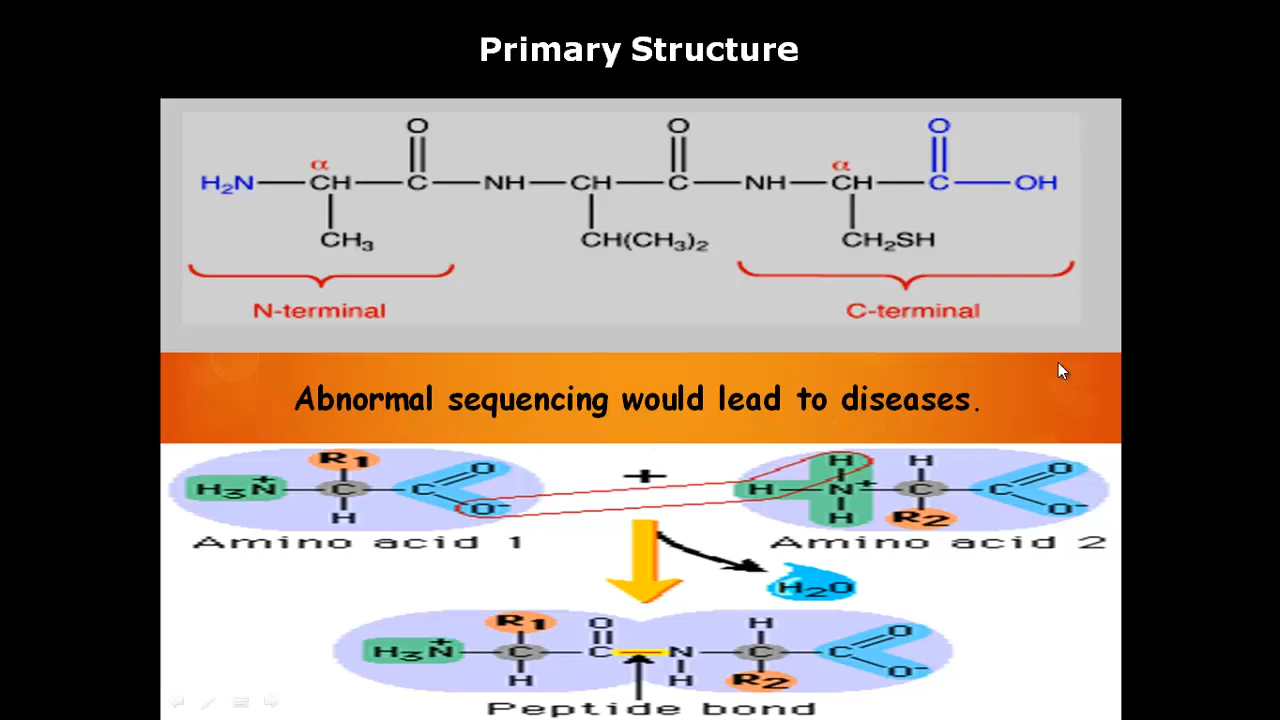 Primary Structure
O O O
α α
H₂N CH C NH CH C NH CH C OH
CH₃ CH(CH₃)₂ CH₂SH
N-terminal C-terminal
Abnormal sequencing would lead to diseases.
R1 O + H H O
H₃N⁺ C C H N⁺ C C
H O⁻ H R2 O⁻
Amino acid 1 Amino acid 2
H₂O
R1 O H O
H₃N⁺ C C N C C
H H R2 O⁻
Peptide bond